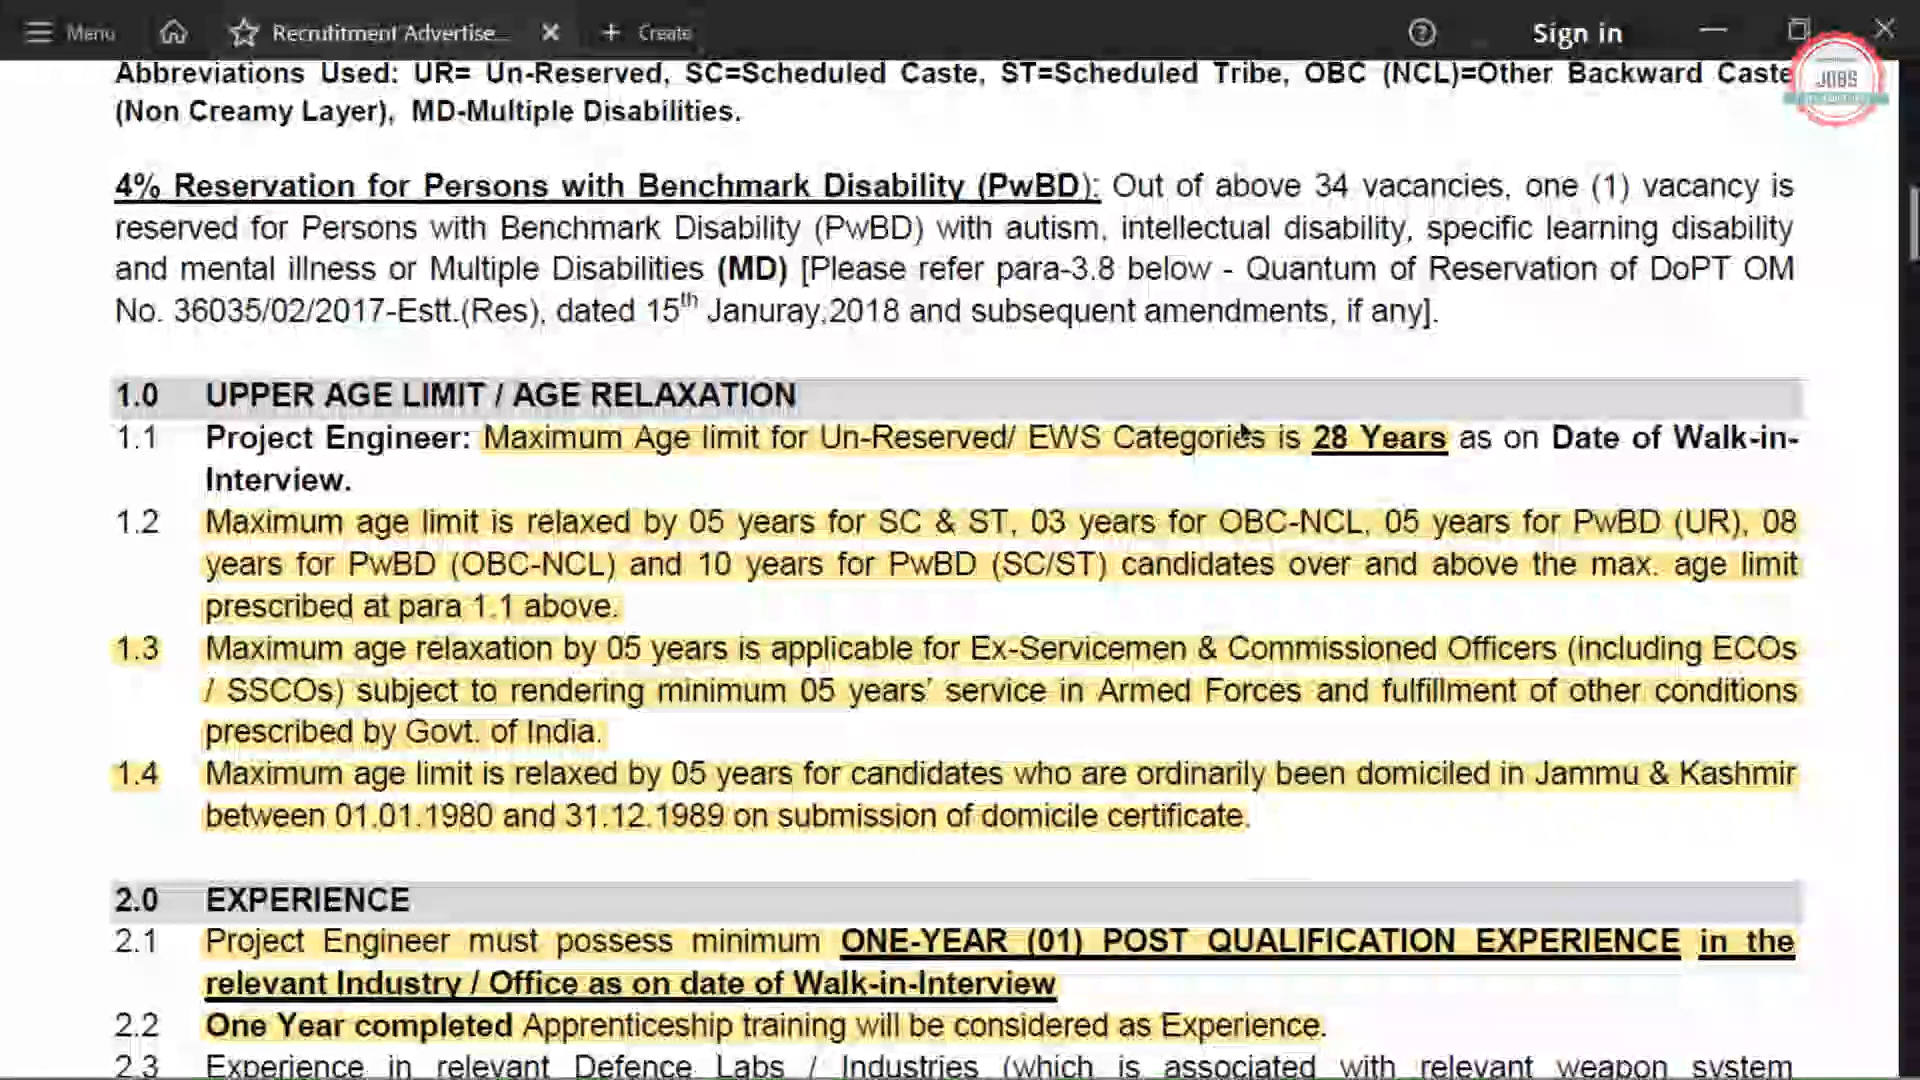 Menu
Recrutitment Advertise...
Create
Sign in
JOBS
Abbreviations Used: UR= Un-Reserved, SC=Scheduled Caste, ST=Scheduled Tribe, OBC (NCL)=Other Backward Caste
(Non Creamy Layer), MD-Multiple Disabilities.
4% Reservation for Persons with Benchmark Disability (PwBD): Out of above 34 vacancies, one (1) vacancy is
reserved for Persons with Benchmark Disability (PwBD) with autism, intellectual disability, specific learning disability
and mental illness or Multiple Disabilities (MD) [Please refer para-3.8 below - Quantum of Reservation of DoPT OM
No. 36035/02/2017-Estt.(Res), dated 15th Januray,2018 and subsequent amendments, if any].
1.0 UPPER AGE LIMIT / AGE RELAXATION
1.1 Project Engineer: Maximum Age limit for Un-Reserved/ EWS Categories is 28 Years as on Date of Walk-in-
Interview.
1.2 Maximum age limit is relaxed by 05 years for SC & ST, 03 years for OBC-NCL, 05 years for PwBD (UR), 08
years for PwBD (OBC-NCL) and 10 years for PwBD (SC/ST) candidates over and above the max. age limit
prescribed at para 1.1 above.
1.3 Maximum age relaxation by 05 years is applicable for Ex-Servicemen & Commissioned Officers (including ECOs
/ SSCOs) subject to rendering minimum 05 years' service in Armed Forces and fulfillment of other conditions
prescribed by Govt. of India.
1.4 Maximum age limit is relaxed by 05 years for candidates who are ordinarily been domiciled in Jammu & Kashmir
between 01.01.1980 and 31.12.1989 on submission of domicile certificate.
2.0 EXPERIENCE
2.1 Project Engineer must possess minimum ONE-YEAR (01) POST QUALIFICATION EXPERIENCE in the
relevant Industry / Office as on date of Walk-in-Interview
2.2 One Year completed Apprenticeship training will be considered as Experience.
2.3 Experience in relevant Defence Labs / Industries (which is associated with relevant weapon system